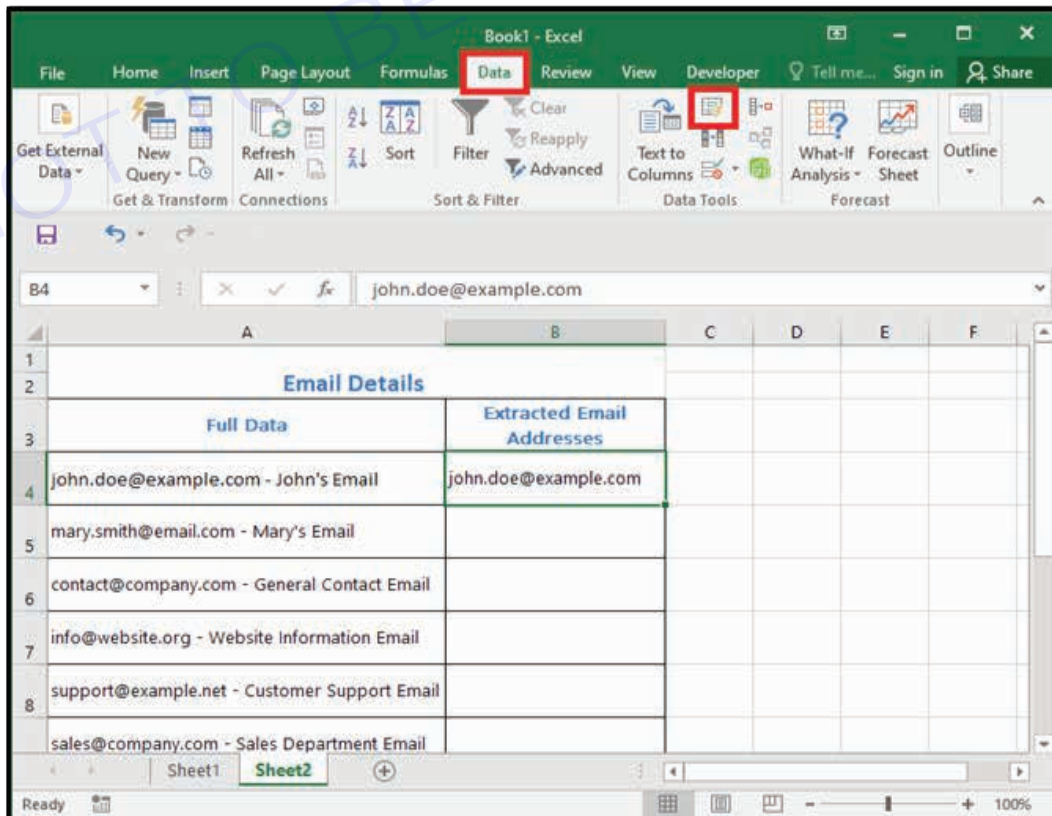 OT TO BE
Book1 - Excel
File Home Insert Page Layout Formulas Data Review View Developer Tell me... Sign in Share
Get External Data
New Query
Refresh All
Sort
Filter
Clear
Reapply
Advanced
Text to Columns
What-If Analysis
Forecast Sheet
Outline
Get & Transform Connections Sort & Filter Data Tools Forecast
B4 fx john.doe@example.com
A B C D E F
1
2 Email Details
3 Full Data Extracted Email Addresses
4 john.doe@example.com - John's Email john.doe@example.com
5 mary.smith@email.com - Mary's Email
6 contact@company.com - General Contact Email
7 info@website.org - Website Information Email
8 support@example.net - Customer Support Email
sales@company.com - Sales Department Email
Sheet1 Sheet2
Ready 100%